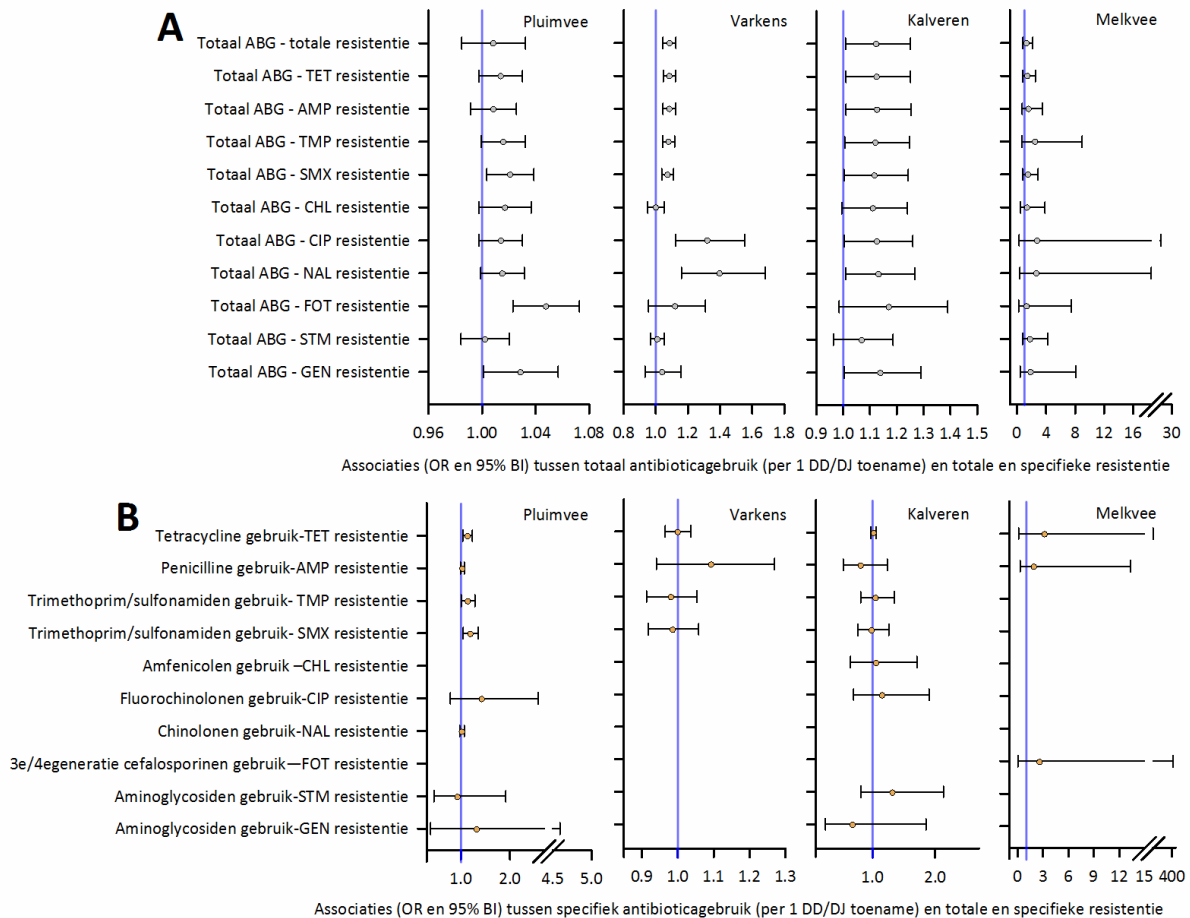 A
Pluimvee
Varkens
Kalveren
Melkvee
Totaal ABG - totale resistentie
Totaal ABG - TET resistentie
Totaal ABG - AMP resistentie
Totaal ABG - TMP resistentie
Totaal ABG - SMX resistentie
Totaal ABG - CHL resistentie
Totaal ABG - CIP resistentie
Totaal ABG - NAL resistentie
Totaal ABG - FOT resistentie
Totaal ABG - STM resistentie
Totaal ABG - GEN resistentie
0.96 1.00 1.04 1.08
0.8 1.0 1.2 1.4 1.6 1.8
0.9 1.0 1.1 1.2 1.3 1.4 1.5
0 4 8 12 16 30
Associaties (OR en 95% BI) tussen totaal antibioticagebruik (per 1 DD/DJ toename) en totale en specifieke resistentie
B
Pluimvee
Varkens
Kalveren
Melkvee
Tetracycline gebruik-TET resistentie
Penicilline gebruik-AMP resistentie
Trimethoprim/sulfonamiden gebruik- TMP resistentie
Trimethoprim/sulfonamiden gebruik- SMX resistentie
Amfenicolen gebruik –CHL resistentie
Fluorochinolonen gebruik-CIP resistentie
Chinolonen gebruik-NAL resistentie
3e/4egeneratie cefalosporinen gebruik—FOT resistentie
Aminoglycosiden gebruik-STM resistentie
Aminoglycosiden gebruik-GEN resistentie
1.0 2.0 4.5 5.0
0.9 1.0 1.1 1.2 1.3
1.0 2.0
0 3 6 9 12 15 400
Associaties (OR en 95% BI) tussen specifiek antibioticagebruik (per 1 DD/DJ toename) en totale en specifieke resistentie